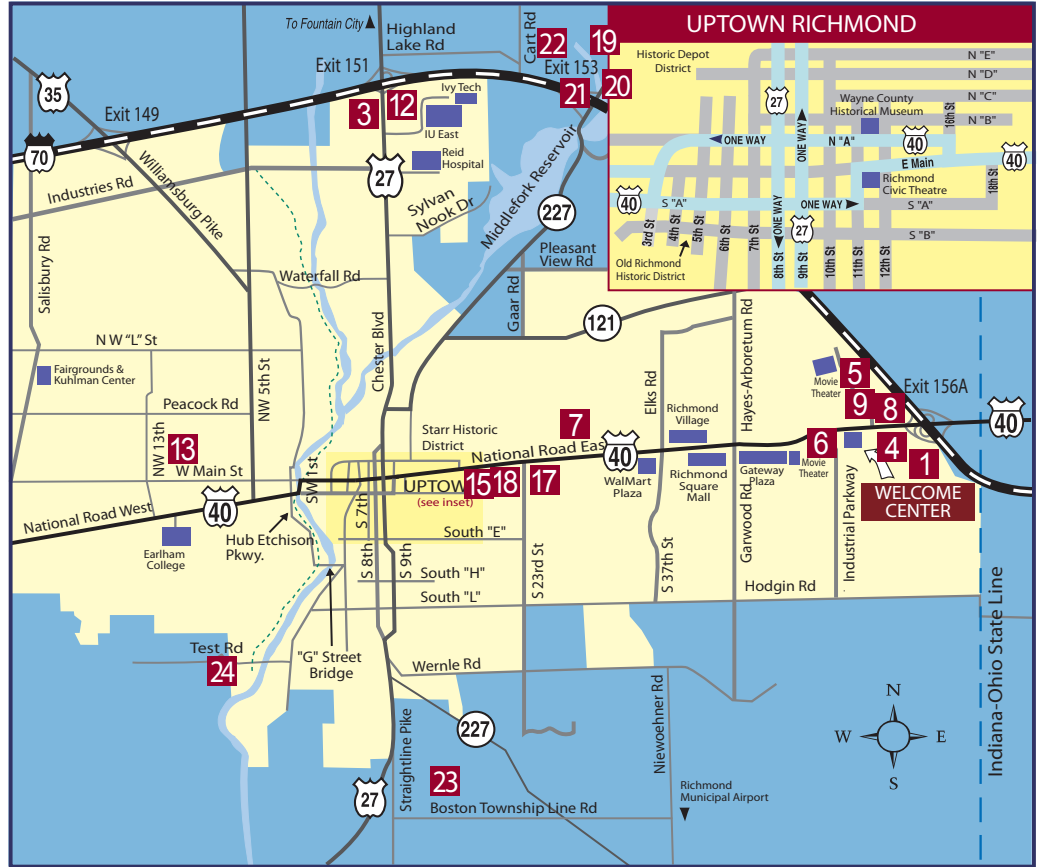 To Fountain City
Highland
Lake Rd
Cart Rd
22
19
Exit 151
Exit 153
20
21
35
Exit 149
3
12
Ivy Tech
IU East
Reid
Hospital
70
Williamsburg Pike
Industries Rd
27
Sylvan
Nook Dr
Middlefork Reservoir
227
Salisbury Rd
Pleasant
View Rd
Waterfall Rd
Gaar Rd
121
N W "L" St
NW 5th St
Chester Blvd
Fairgrounds &
Kuhlman Center
Peacock Rd
NW 13th
13
W Main St
SW 1st
Starr Historic
District
National Road East
7
40
Elks Rd
Hayes-Arboretum Rd
Richmond
Village
Movie
Theater
5
9
8
Exit 156A
40
6
4
1
UPTOWN
(see inset)
15
18
17
WalMart
Plaza
Richmond
Square
Mall
Gateway
Plaza
Movie
Theater
WELCOME
CENTER
National Road West
40
Hub Etchison
Pkwy.
Earlham
College
S 7th
S 8th
S 9th
South "E"
South "H"
South "L"
S 23rd St
S 37th St
Garwood Rd
Industrial Parkway
Hodgin Rd
Test Rd
24
"G" Street
Bridge
Wernle Rd
227
Straightline Pike
27
23
Boston Township Line Rd
Niewoehner Rd
Richmond
Municipal Airport
N
W
E
S
Indiana-Ohio State Line
UPTOWN RICHMOND
Historic Depot
District
N "E"
N "D"
N "C"
N "B"
27
Wayne County
Historical Museum
16th St
ONE WAY
ONE WAY
N "A"
40
E Main
40
Richmond
Civic Theatre
18th St
40
S "A"
ONE WAY
S "A"
ONE WAY
27
S "B"
3rd St
4th St
5th St
6th St
7th St
8th St
9th St
10th St
11th St
12th St
Old Richmond
Historic District